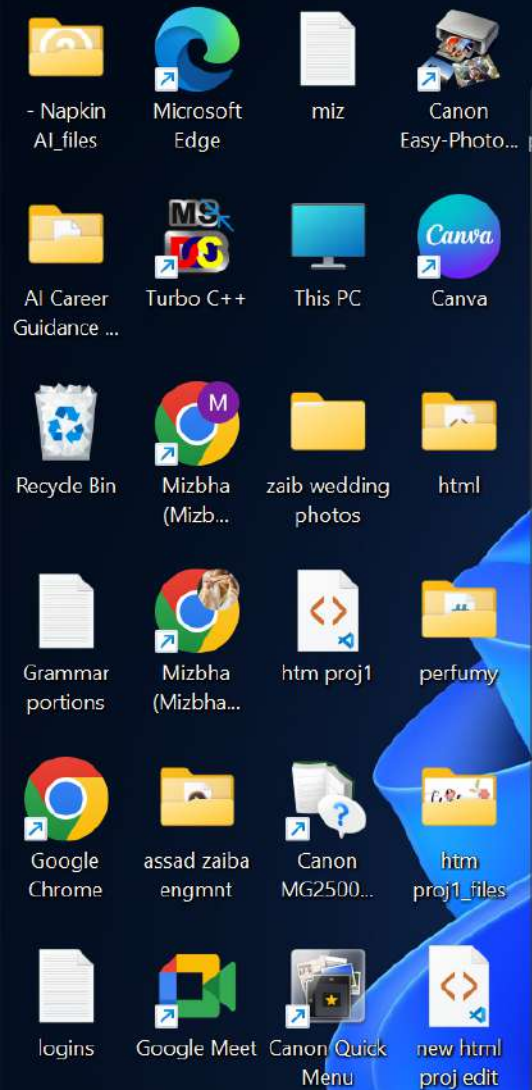 - Napkin
AI_files
Microsoft
Edge
miz
Canon
Easy-Photo...
AI Career
Guidance ...
MS
DOS
Turbo C++
This PC
Canva
Canva
Recycle Bin
M
Mizbha
(Mizb...
zaib wedding
photos
html
Grammar
portions
Mizbha
(Mizbha...
htm proj1
perfumy
Google
Chrome
assad zaiba
engmnt
?
Canon
MG2500...
htm
proj1_files
logins
Google Meet
Canon Quick
Menu
new html
proj edit